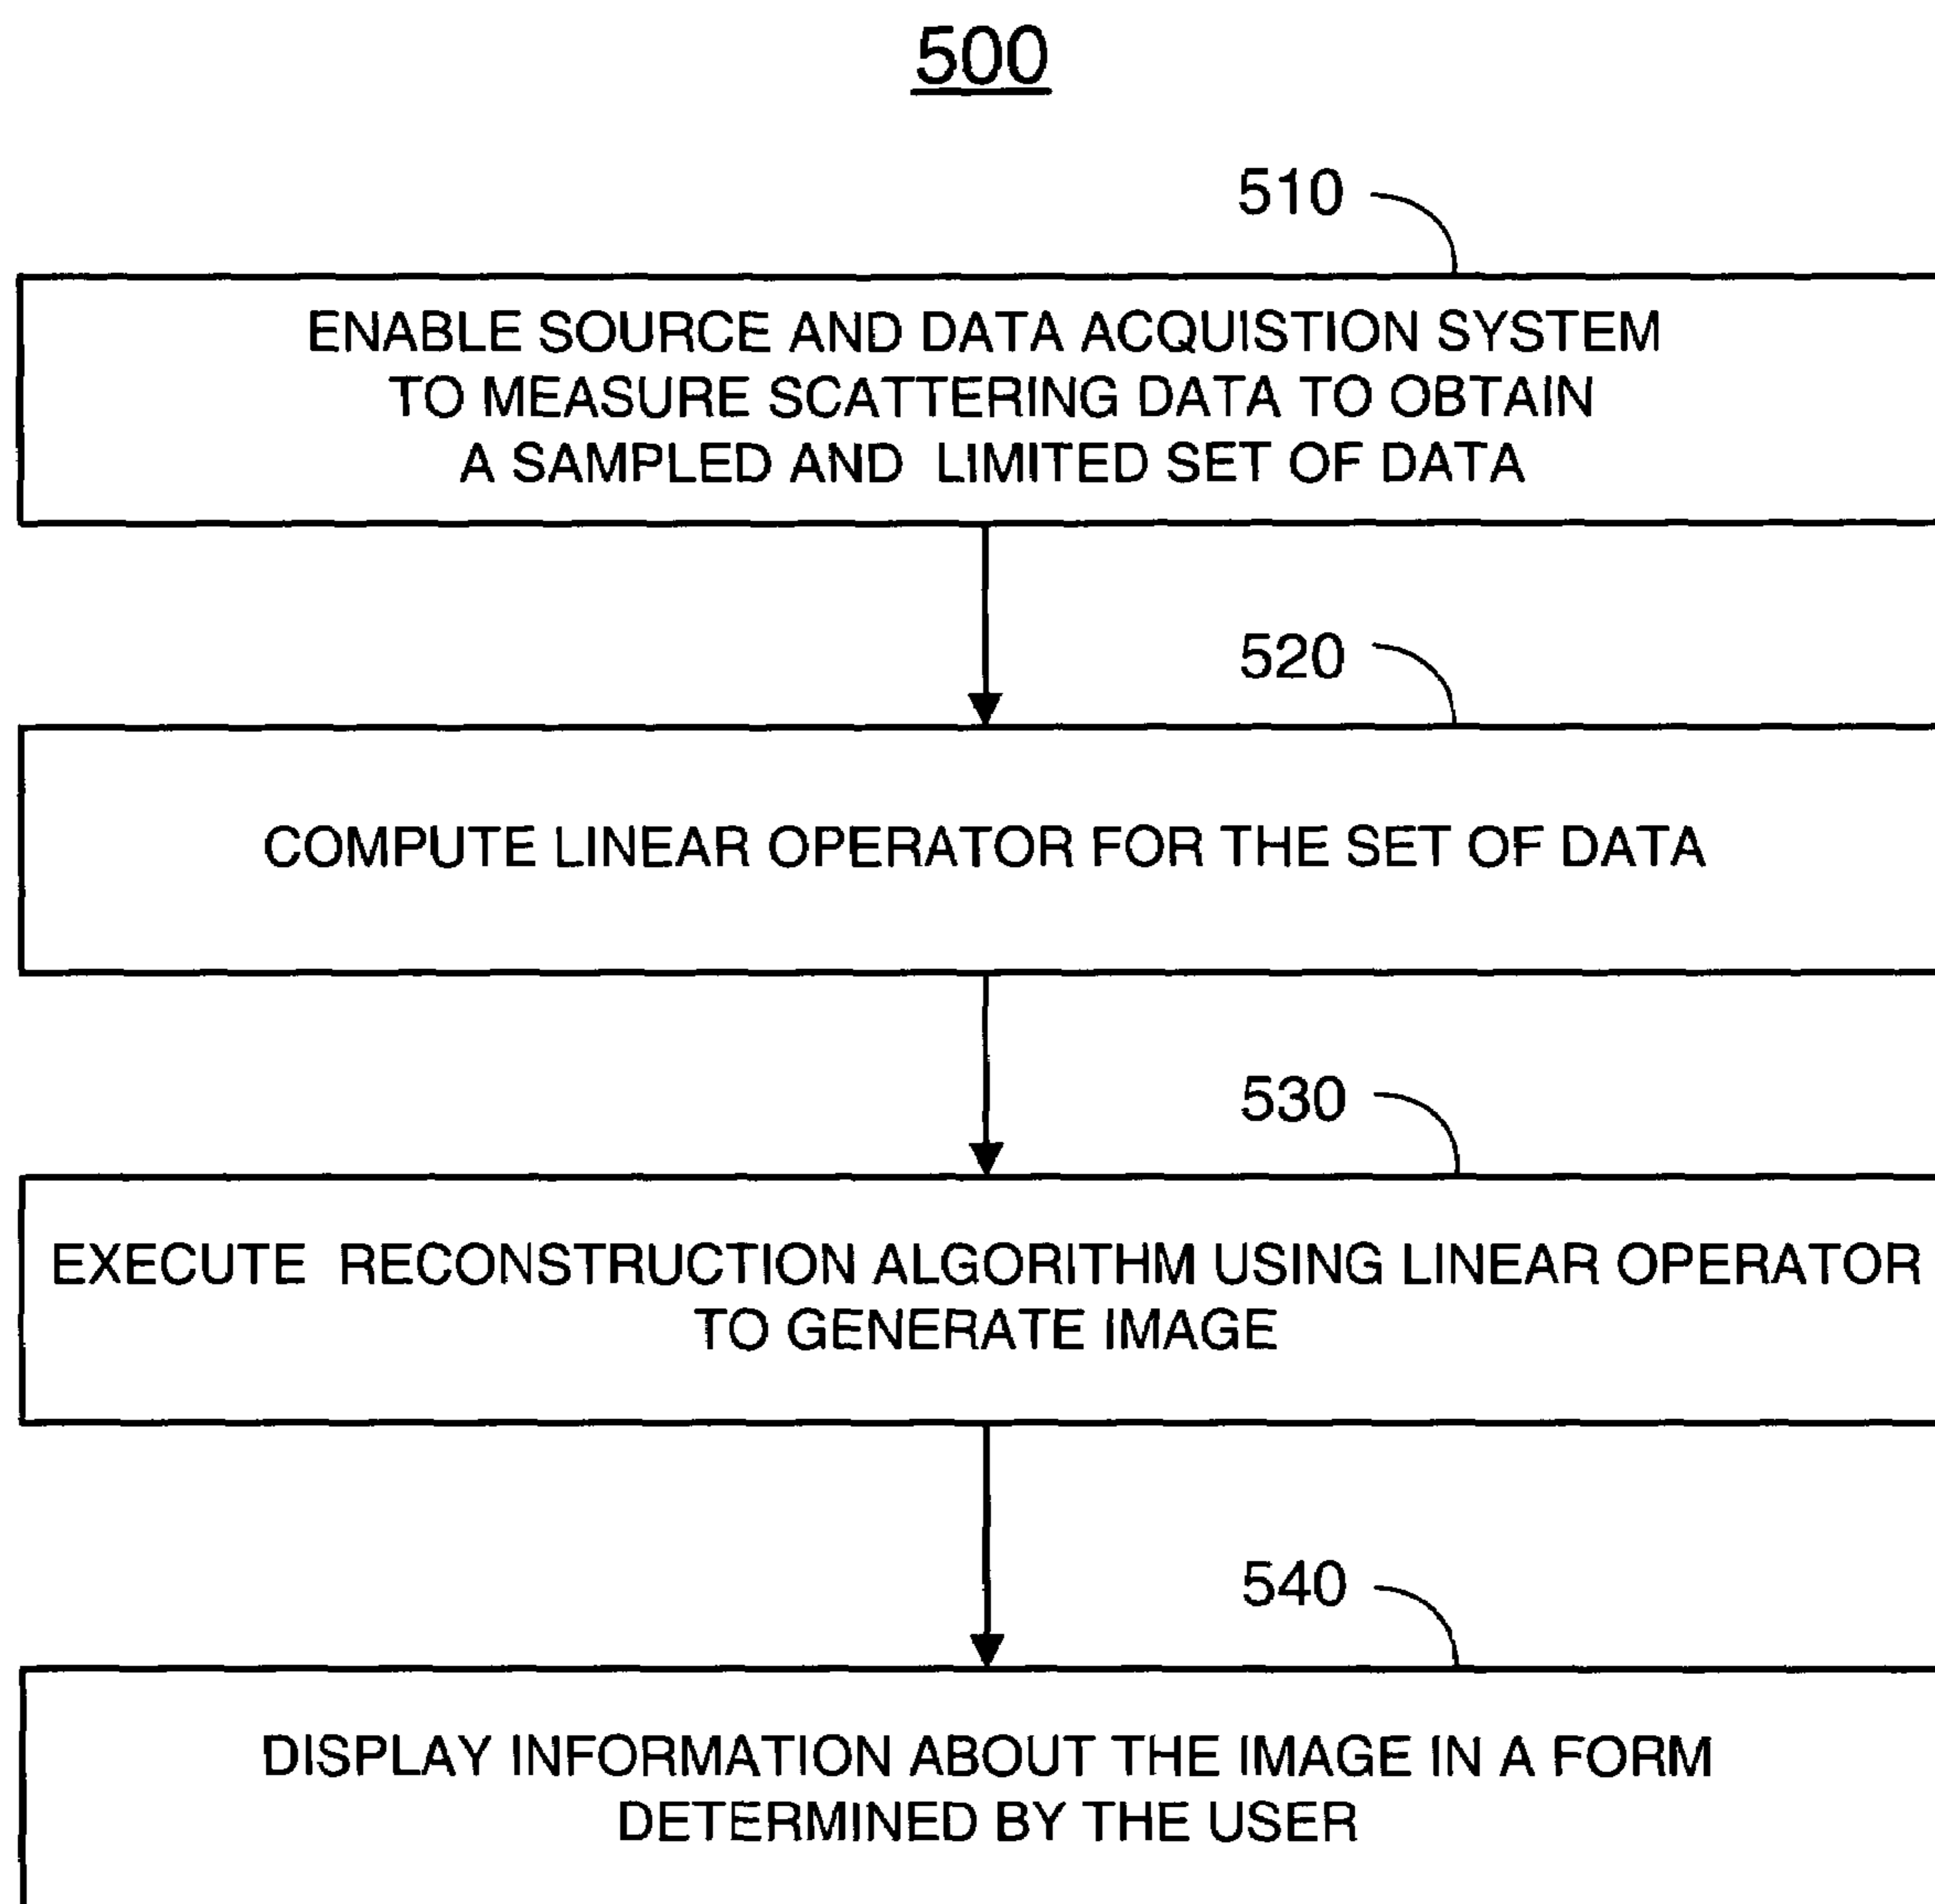 500
510
ENABLE SOURCE AND DATA ACQUISTION SYSTEM
TO MEASURE SCATTERING DATA TO OBTAIN
A SAMPLED AND LIMITED SET OF DATA
520
COMPUTE LINEAR OPERATOR FOR THE SET OF DATA
530
EXECUTE RECONSTRUCTION ALGORITHM USING LINEAR OPERATOR
TO GENERATE IMAGE
540
DISPLAY INFORMATION ABOUT THE IMAGE IN A FORM
DETERMINED BY THE USER